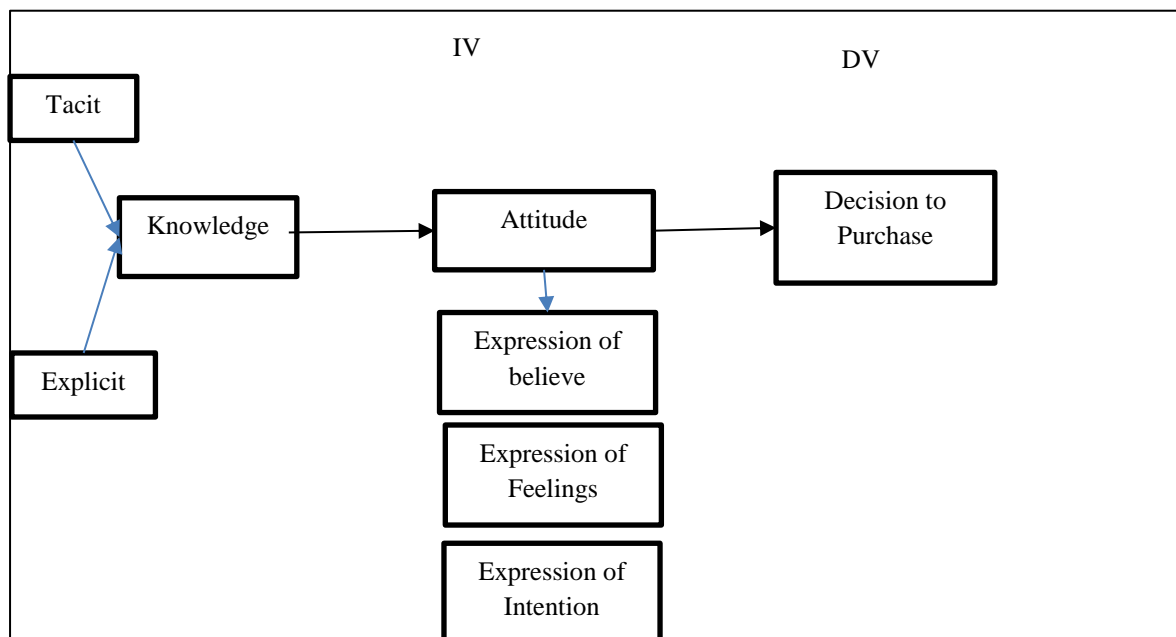 IV
DV
Tacit
Knowledge
Attitude
Decision to
Purchase
Expression of
believe
Explicit
Expression of
Feelings
Expression of
Intention